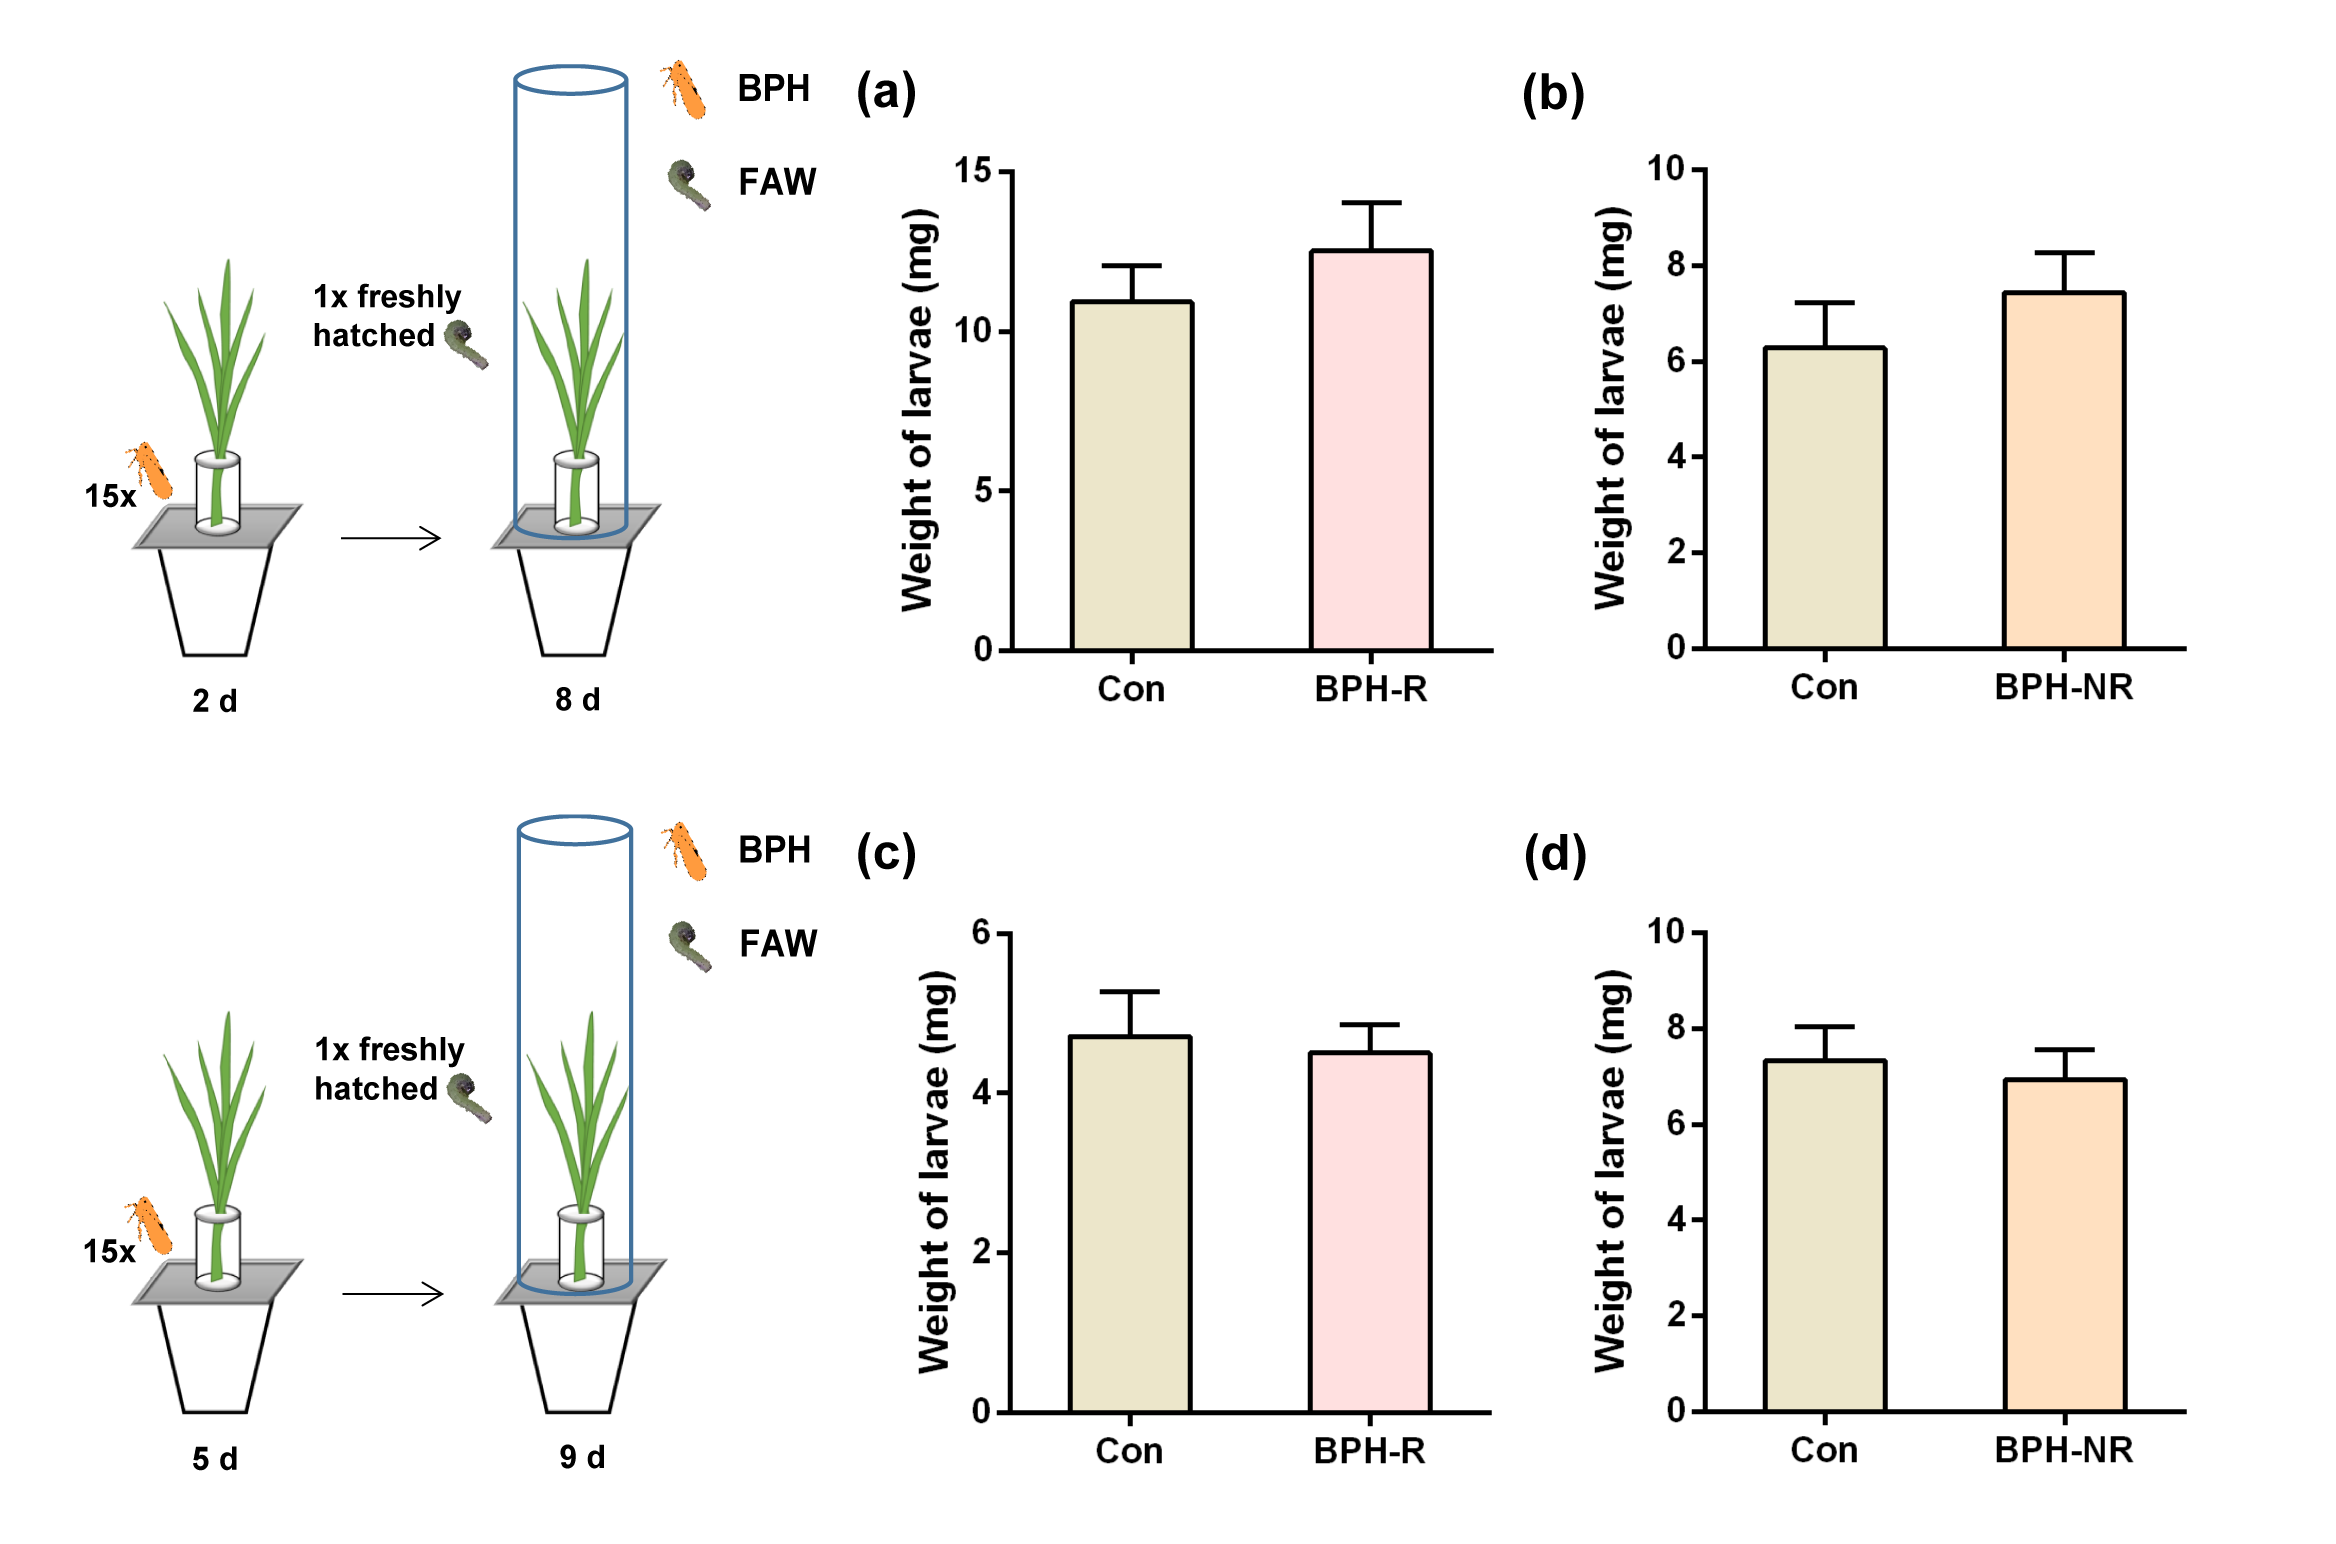 BPH
FAW
1x freshly
hatched
15x
2 d
8 d
(a)
Weight of larvae (mg)
15
10
5
0
Con
BPH-R
(b)
Weight of larvae (mg)
10
8
6
4
2
0
Con
BPH-NR
BPH
FAW
1x freshly
hatched
15x
5 d
9 d
(c)
Weight of larvae (mg)
6
4
2
0
Con
BPH-R
(d)
Weight of larvae (mg)
10
8
6
4
2
0
Con
BPH-NR